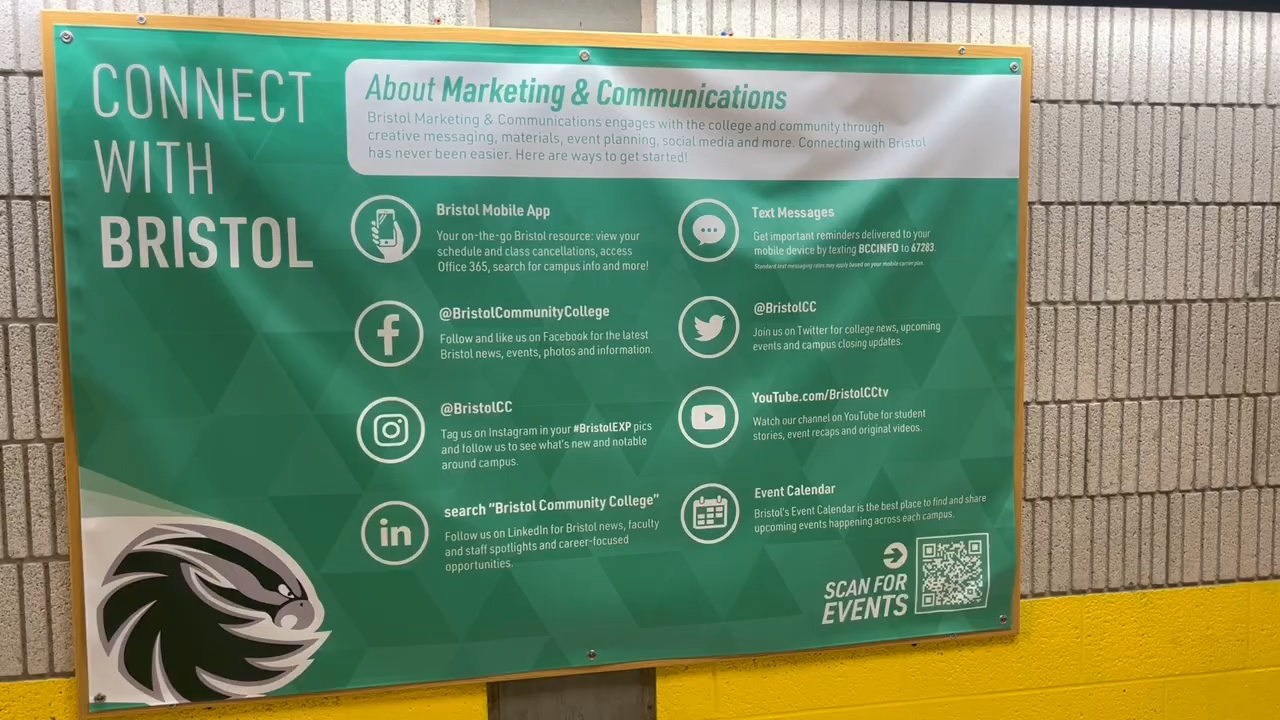 CONNECT
WITH
BRISTOL
About Marketing & Communications
Bristol Marketing & Communications engages with the college and community through
creative messaging, materials, event planning, social media and more. Connecting with Bristol
has never been easier. Here are ways to get started!
Bristol Mobile App
Your on-the-go Bristol resource: view your
schedule and class cancellations, access
Office 365, search for campus info and more!
@BristolCommunityCollege
Follow and like us on Facebook for the latest
Bristol news, events, photos and information.
@BristolCC
Tag us on Instagram in your #BristolEXP pics
and follow us to see what's new and notable
around campus.
in
search "Bristol Community College"
Follow us on LinkedIn for Bristol news, faculty
and staff spotlights and career-focused
opportunities.
Text Messages
Get important reminders delivered to your
mobile device by texting BCCINFO to 67283.
Standard text messaging rates may apply based on your mobile carrier plan.
@BristolCC
Join us on Twitter for college news, upcoming
events and campus closing updates.
YouTube.com/BristolCCtv
Watch our channel on YouTube for student
stories, event recaps and original videos.
Event Calendar
Bristol's Event Calendar is the best place to find and share
upcoming events happening across each campus.
SCAN FOR
EVENTS